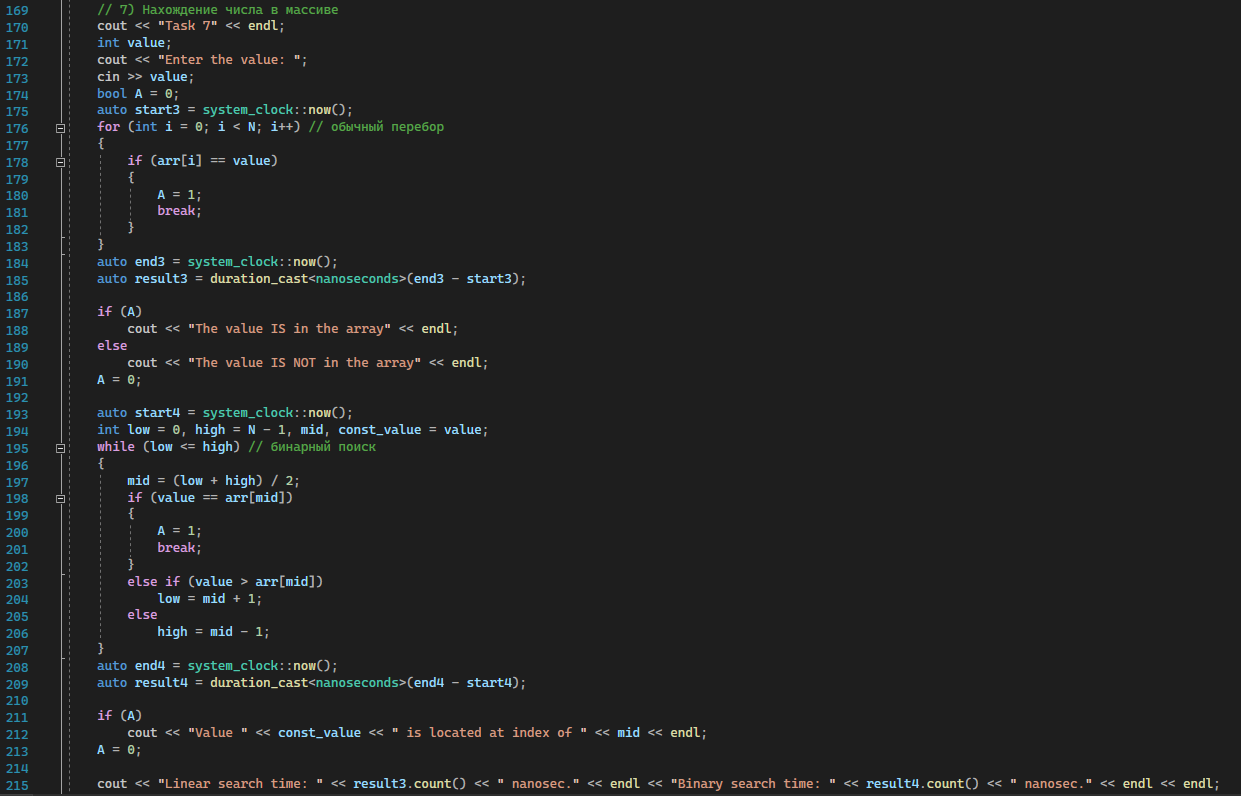 169 // 7) Нахождение числа в массиве
170 cout << "Task 7" << endl;
171 int value;
172 cout << "Enter the value: ";
173 cin >> value;
174 bool A = 0;
175 auto start3 = system_clock::now();
176 for (int i = 0; i < N; i++) // обычный перебор
177 {
178 if (arr[i] == value)
179 {
180 A = 1;
181 break;
182 }
183 }
184 auto end3 = system_clock::now();
185 auto result3 = duration_cast<nanoseconds>(end3 - start3);
186
187 if (A)
188 cout << "The value IS in the array" << endl;
189 else
190 cout << "The value IS NOT in the array" << endl;
191 A = 0;
192
193 auto start4 = system_clock::now();
194 int low = 0, high = N - 1, mid, const_value = value;
195 while (low <= high) // бинарный поиск
196 {
197 mid = (low + high) / 2;
198 if (value == arr[mid])
199 {
200 A = 1;
201 break;
202 }
203 else if (value > arr[mid])
204 low = mid + 1;
205 else
206 high = mid - 1;
207 }
208 auto end4 = system_clock::now();
209 auto result4 = duration_cast<nanoseconds>(end4 - start4);
210
211 if (A)
212 cout << "Value " << const_value << " is located at index of " << mid << endl;
213 A = 0;
214
215 cout << "Linear search time: " << result3.count() << " nanosec." << endl << "Binary search time: " << result4.count() << " nanosec." << endl << endl;